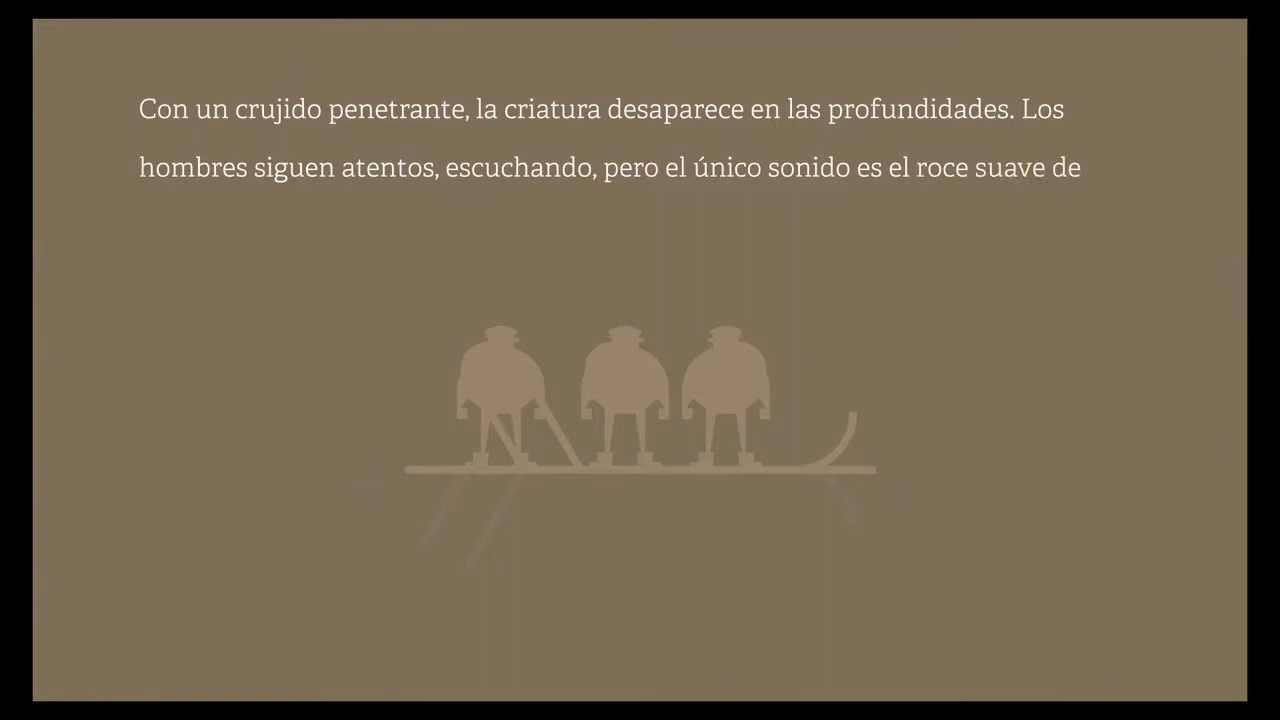 Con un crujido penetrante, la criatura desaparece en las profundidades. Los
hombres siguen atentos, escuchando, pero el único sonido es el roce suave de